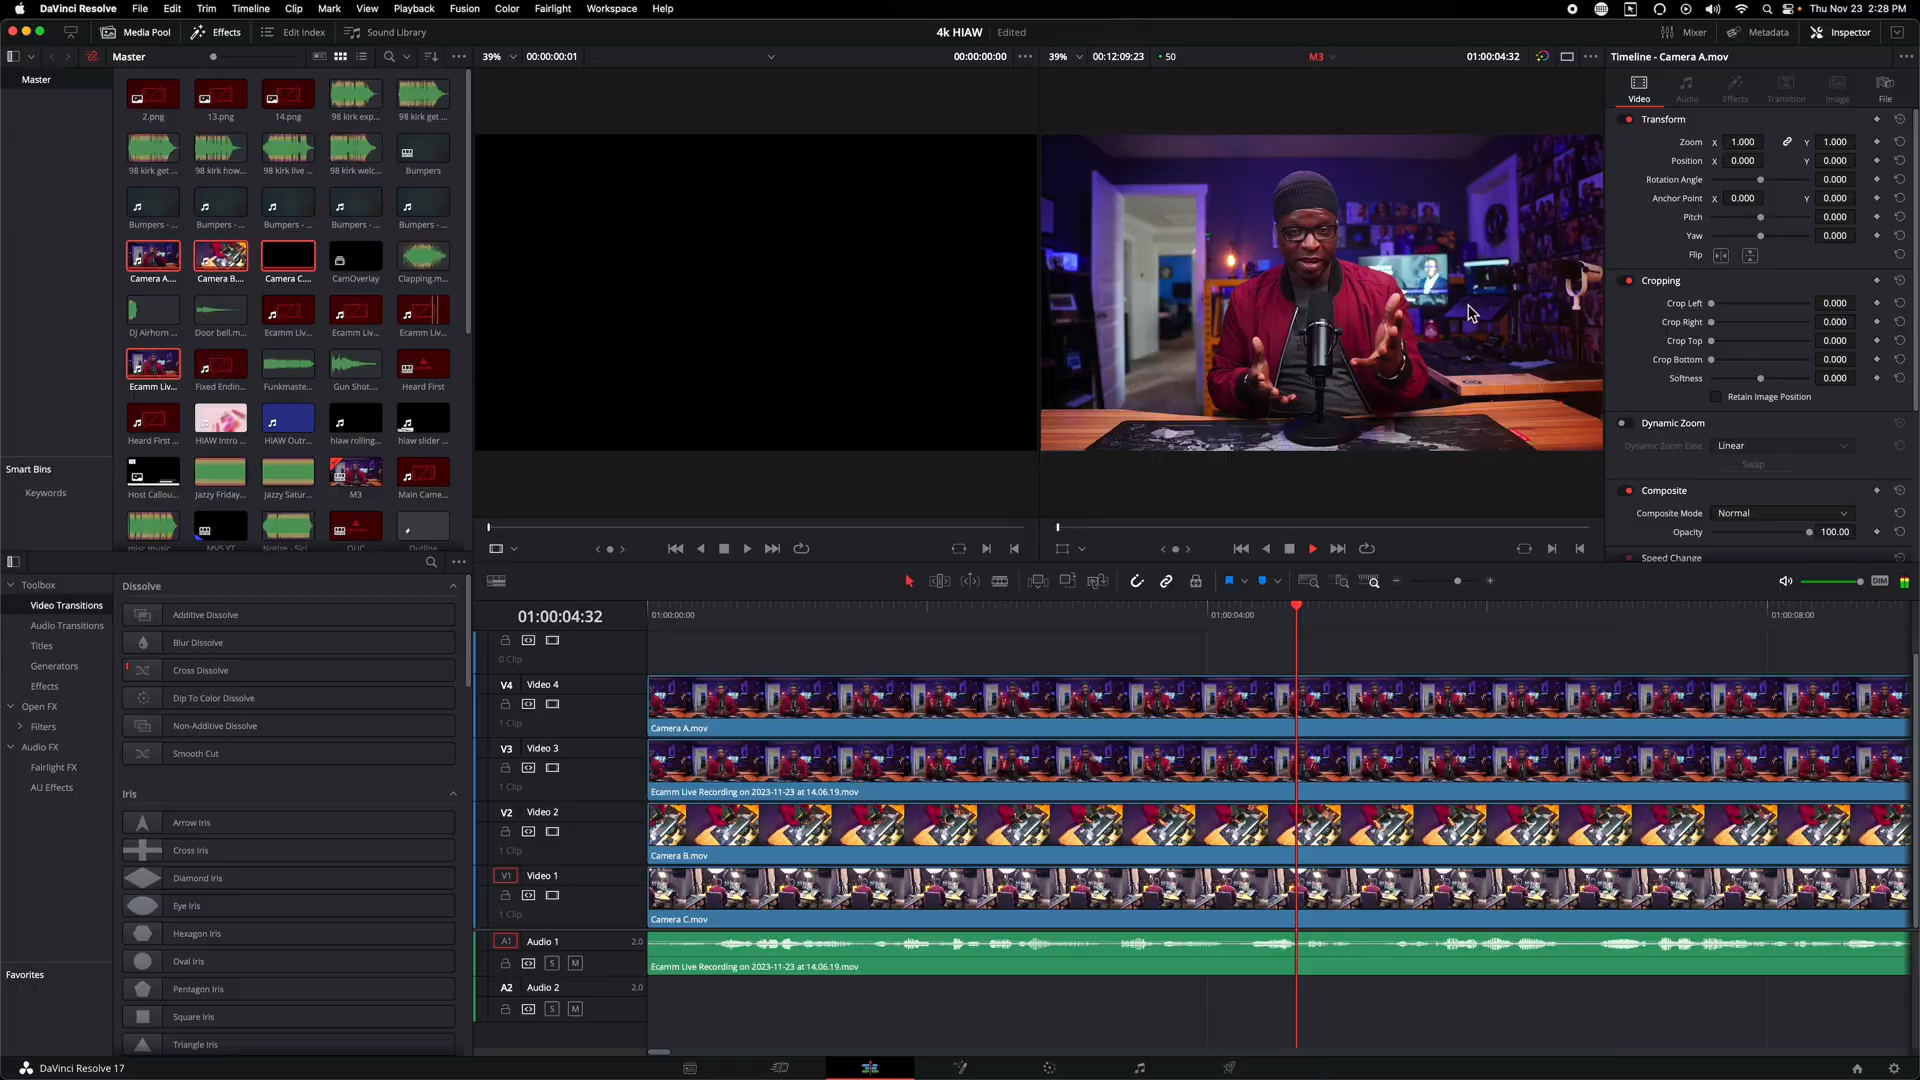 DaVinci Resolve File Edit Trim Timeline Clip Mark View Playback Fusion Color Fairlight Workspace Help Thu Nov 23 2:28 PM
Media Pool Effects Edit Index Sound Library 4k HIAW Edited Mixer Metadata Inspector
Master 39% 00:00:00:01 00:00:00:00 39% 00:12:09:23 50 M3 01:00:04:32 Timeline - Camera A.mov
Master
2.png 13.png 14.png 98 kirk exp... 98 kirk get ...
98 kirk get ... 98 kirk how... 98 kirk live ... 98 kirk welc... Bumpers
Bumpers - ... Bumpers - ... Bumpers - ... Bumpers - ... Bumpers - ...
Camera A.... Camera B.... Camera C.... CamOverlay Clapping.m...
DJ Airhorn ... Door bell.m... Ecamm Liv... Ecamm Liv... Ecamm Liv...
Ecamm Liv... Fixed Endin... Funkmaste... Gun Shot.... Heard First
Heard First ... HIAW Intro ... HIAW Outr... hiaw rolling... hiaw slider ...
Host Callou... Jazzy Friday... Jazzy Satur... M3 Main Came...
Smart Bins
Keywords
Video Audio Effects Transition Image File
Transform
Zoom X 1.000 Y 1.000
Position X 0.000 Y 0.000
Rotation Angle 0.000
Anchor Point X 0.000 Y 0.000
Pitch 0.000
Yaw 0.000
Flip
Cropping
Crop Left 0.000
Crop Right 0.000
Crop Top 0.000
Crop Bottom 0.000
Softness 0.000
Retain Image Position
Dynamic Zoom
Dynamic Zoom Ease Linear
Swap
Composite
Composite Mode Normal
Opacity 100.00
Speed Change
Toolbox
Video Transitions
Audio Transitions
Titles
Generators
Effects
Open FX
Filters
Audio FX
Fairlight FX
AU Effects
Favorites
Dissolve
Additive Dissolve
Blur Dissolve
Cross Dissolve
Dip To Color Dissolve
Non-Additive Dissolve
Smooth Cut
Iris
Arrow Iris
Cross Iris
Diamond Iris
Eye Iris
Hexagon Iris
Oval Iris
Pentagon Iris
Square Iris
Triangle Iris
DIM
01:00:04:32 01:00:00:00 01:00:04:00 01:00:08:00
0 Clip
V4 Video 4
1 Clip
Camera A.mov
V3 Video 3
1 Clip
Ecamm Live Recording on 2023-11-23 at 14.06.19.mov
V2 Video 2
1 Clip
Camera B.mov
V1 Video 1
1 Clip
Camera C.mov
A1 Audio 1 2.0
S M
Ecamm Live Recording on 2023-11-23 at 14.06.19.mov
A2 Audio 2 2.0
S M
DaVinci Resolve 17